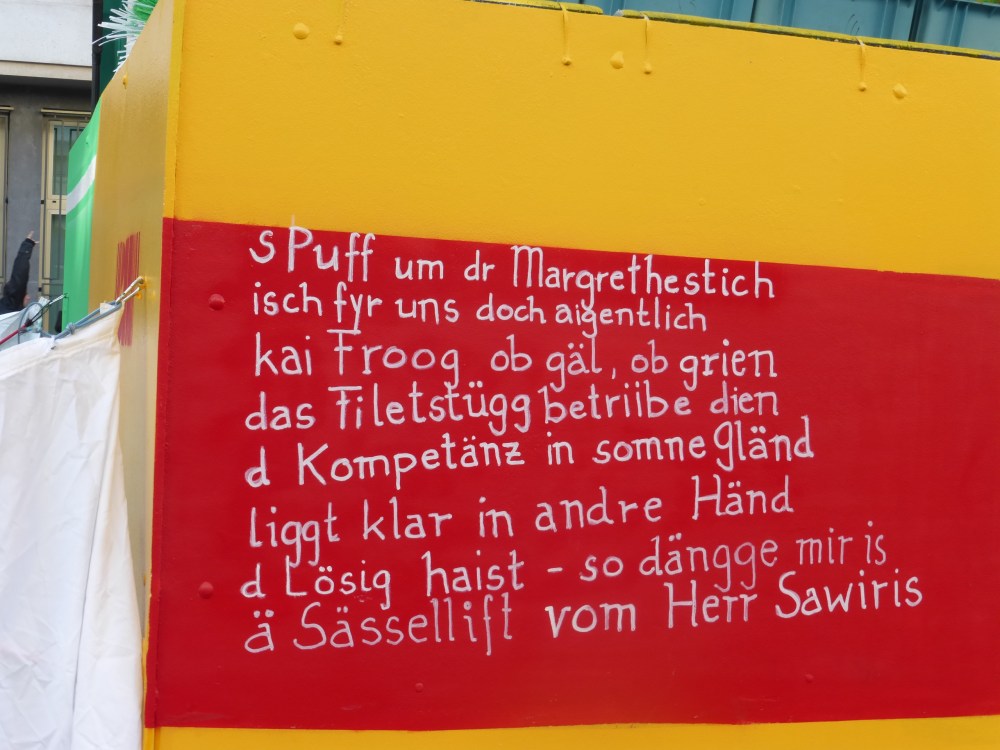 s Puff um dr Margrethestich
isch fyr uns doch aigentlich
kai Froog ob gäl, ob grien
das Filetstügg betriibe dien
d Kompetänz in somne Gländ
liggt klar in andre Händ
d Lösig haist - so dängge mir is
ä Sässellift vom Herr Sawiris